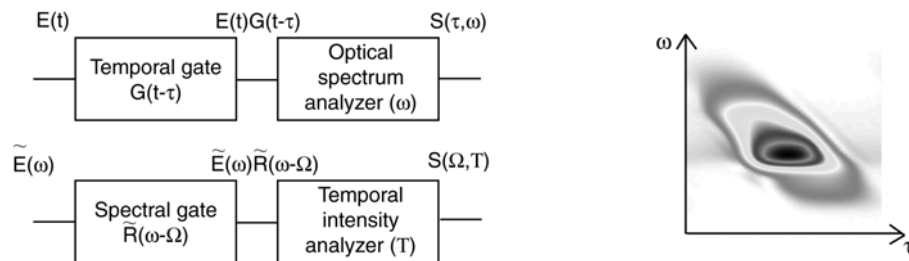 E(t) E(t)G(t-τ) S(τ,ω)
Temporal gate
G(t-τ)
Optical
spectrum
analyzer (ω)
Ẽ(ω) Ẽ(ω)R̃(ω-Ω) S(Ω,T)
Spectral gate
R̃(ω-Ω)
Temporal
intensity
analyzer (T)
ω
τ